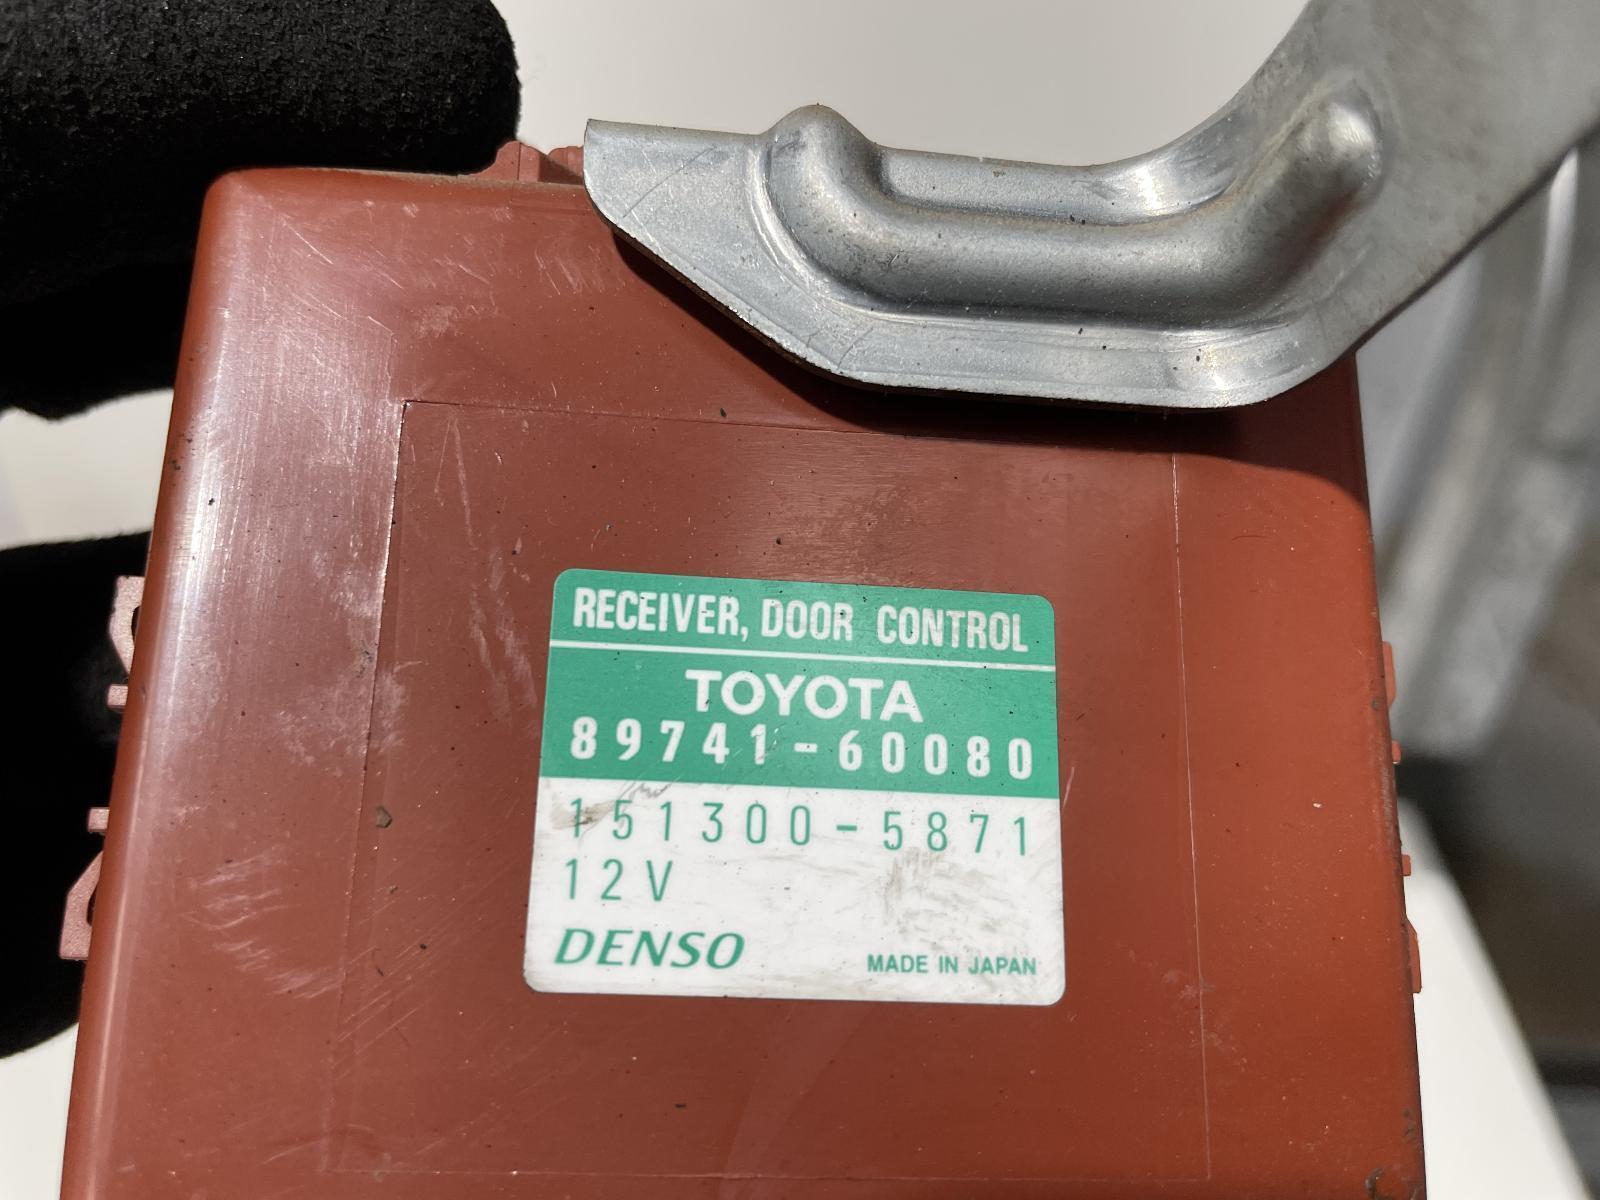 RECEIVER, DOOR CONTROL
TOYOTA
89741-60080
151300-5871
12V
DENSO MADE IN JAPAN